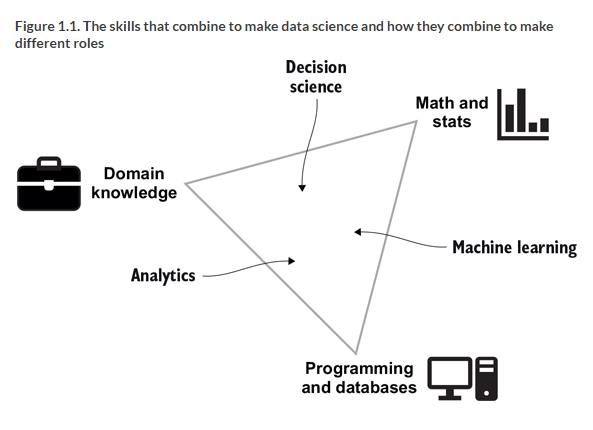 Figure 1.1. The skills that combine to make data science and how they combine to make
different roles
Decision
science
Math and
stats
Domain
knowledge
Machine learning
Analytics
Programming
and databases